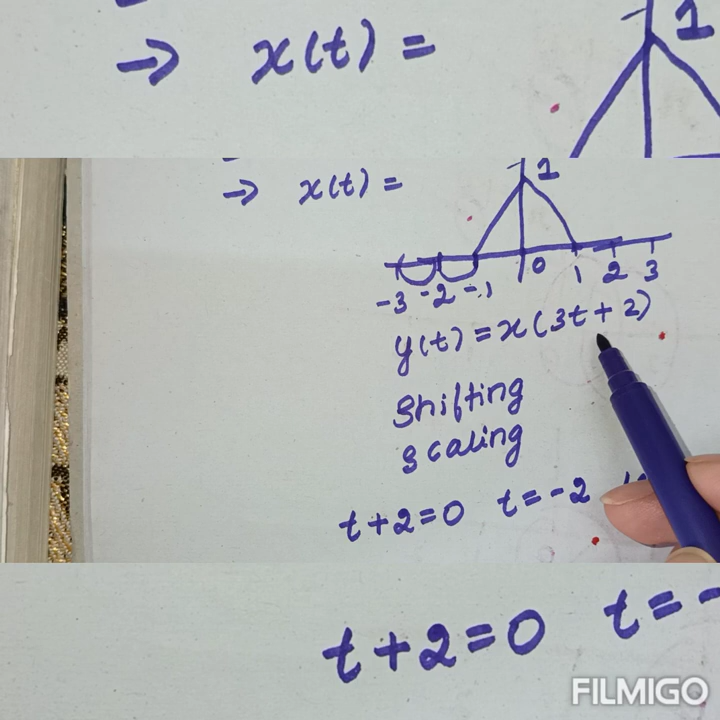 → x(t) = 1
→ x(t) = 1
-3 -2 -1 0 1 2 3
y(t) = x(3t+2)
Shifting
Scaling
t+2=0 t=-2
t+2=0 t=-
FILMIGO